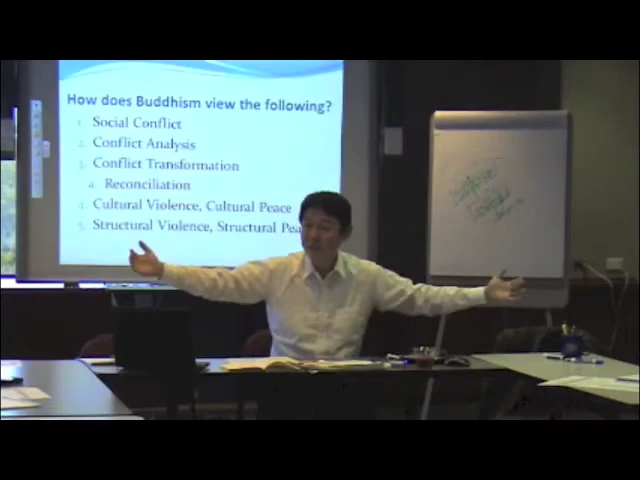 How does Buddhism view the following?
1. Social Conflict
2. Conflict Analysis
3. Conflict Transformation
a. Reconciliation
4. Cultural Violence, Cultural Peace
5. Structural Violence, Structural Pea